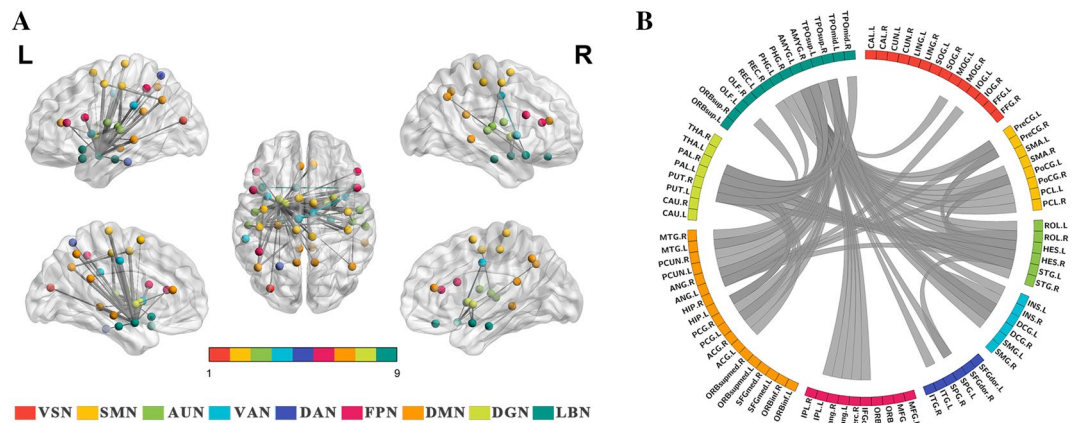 A
B
L
R
1
9
VSN
SMN
AUN
VAN
DAN
FPN
DMN
DGN
LBN
CAL.L
CAL.R
CUN.L
CUN.R
LING.L
LING.R
SOG.L
SOG.R
MOG.L
MOG.R
IOG.L
IOG.R
FFG.L
FFG.R
PreCG.L
PreCG.R
SMA.L
SMA.R
PoCG.L
PoCG.R
PCL.L
PCL.R
ROL.L
ROL.R
HES.L
HES.R
STG.L
STG.R
INS.L
INS.R
DCG.L
DCG.R
SMG.L
SMG.R
SFGdor.L
SFGdor.R
SPG.L
SPG.R
ITG.L
ITG.R
MFG
ORB
IPL.L
IPL.R
ORBinf.L
ORBinf.R
SFGmed.L
SFGmed.R
ORBsupmed.L
ORBsupmed.R
ACG.L
ACG.R
PCG.L
PCG.R
HIP.L
HIP.R
ANG.L
ANG.R
PCUN.L
PCUN.R
MTG.L
MTG.R
CAU.L
CAU.R
PUT.L
PUT.R
PAL.L
PAL.R
THA.L
THA.R
ORBsup.L
ORBsup.R
OLF.L
OLF.R
REC.L
REC.R
PHG.L
PHG.R
AMYG.L
AMYG.R
TPOsup.L
TPOsup.R
TPOmid.L
TPOmid.R